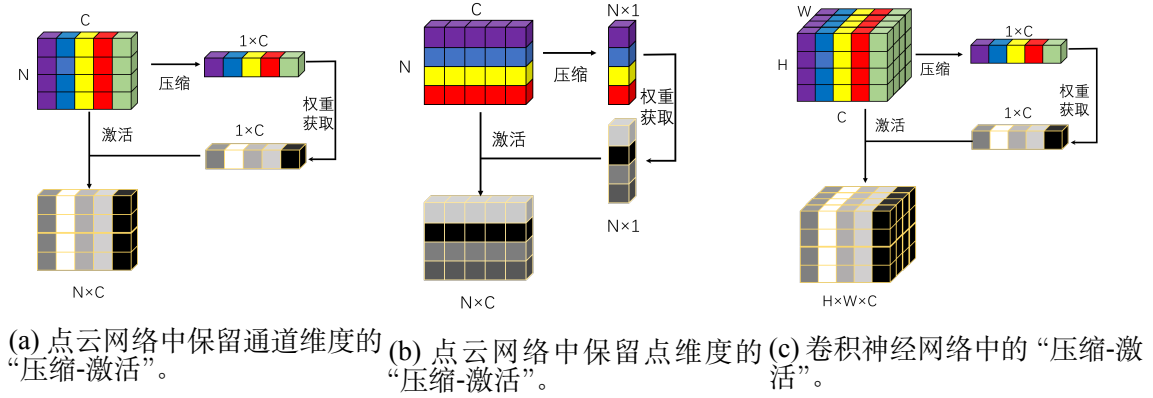 C
N
1×C
压缩
权重
获取
激活
1×C
N×C
(a) 点云网络中保留通道维度的
“压缩-激活”。
C
N×1
N
压缩
权重
获取
激活
N×1
N×C
(b) 点云网络中保留点维度的
“压缩-激活”。
W
H
1×C
压缩
C
权重
获取
激活
1×C
H×W×C
(c) 卷积神经网络中的 “压缩-激
活”。